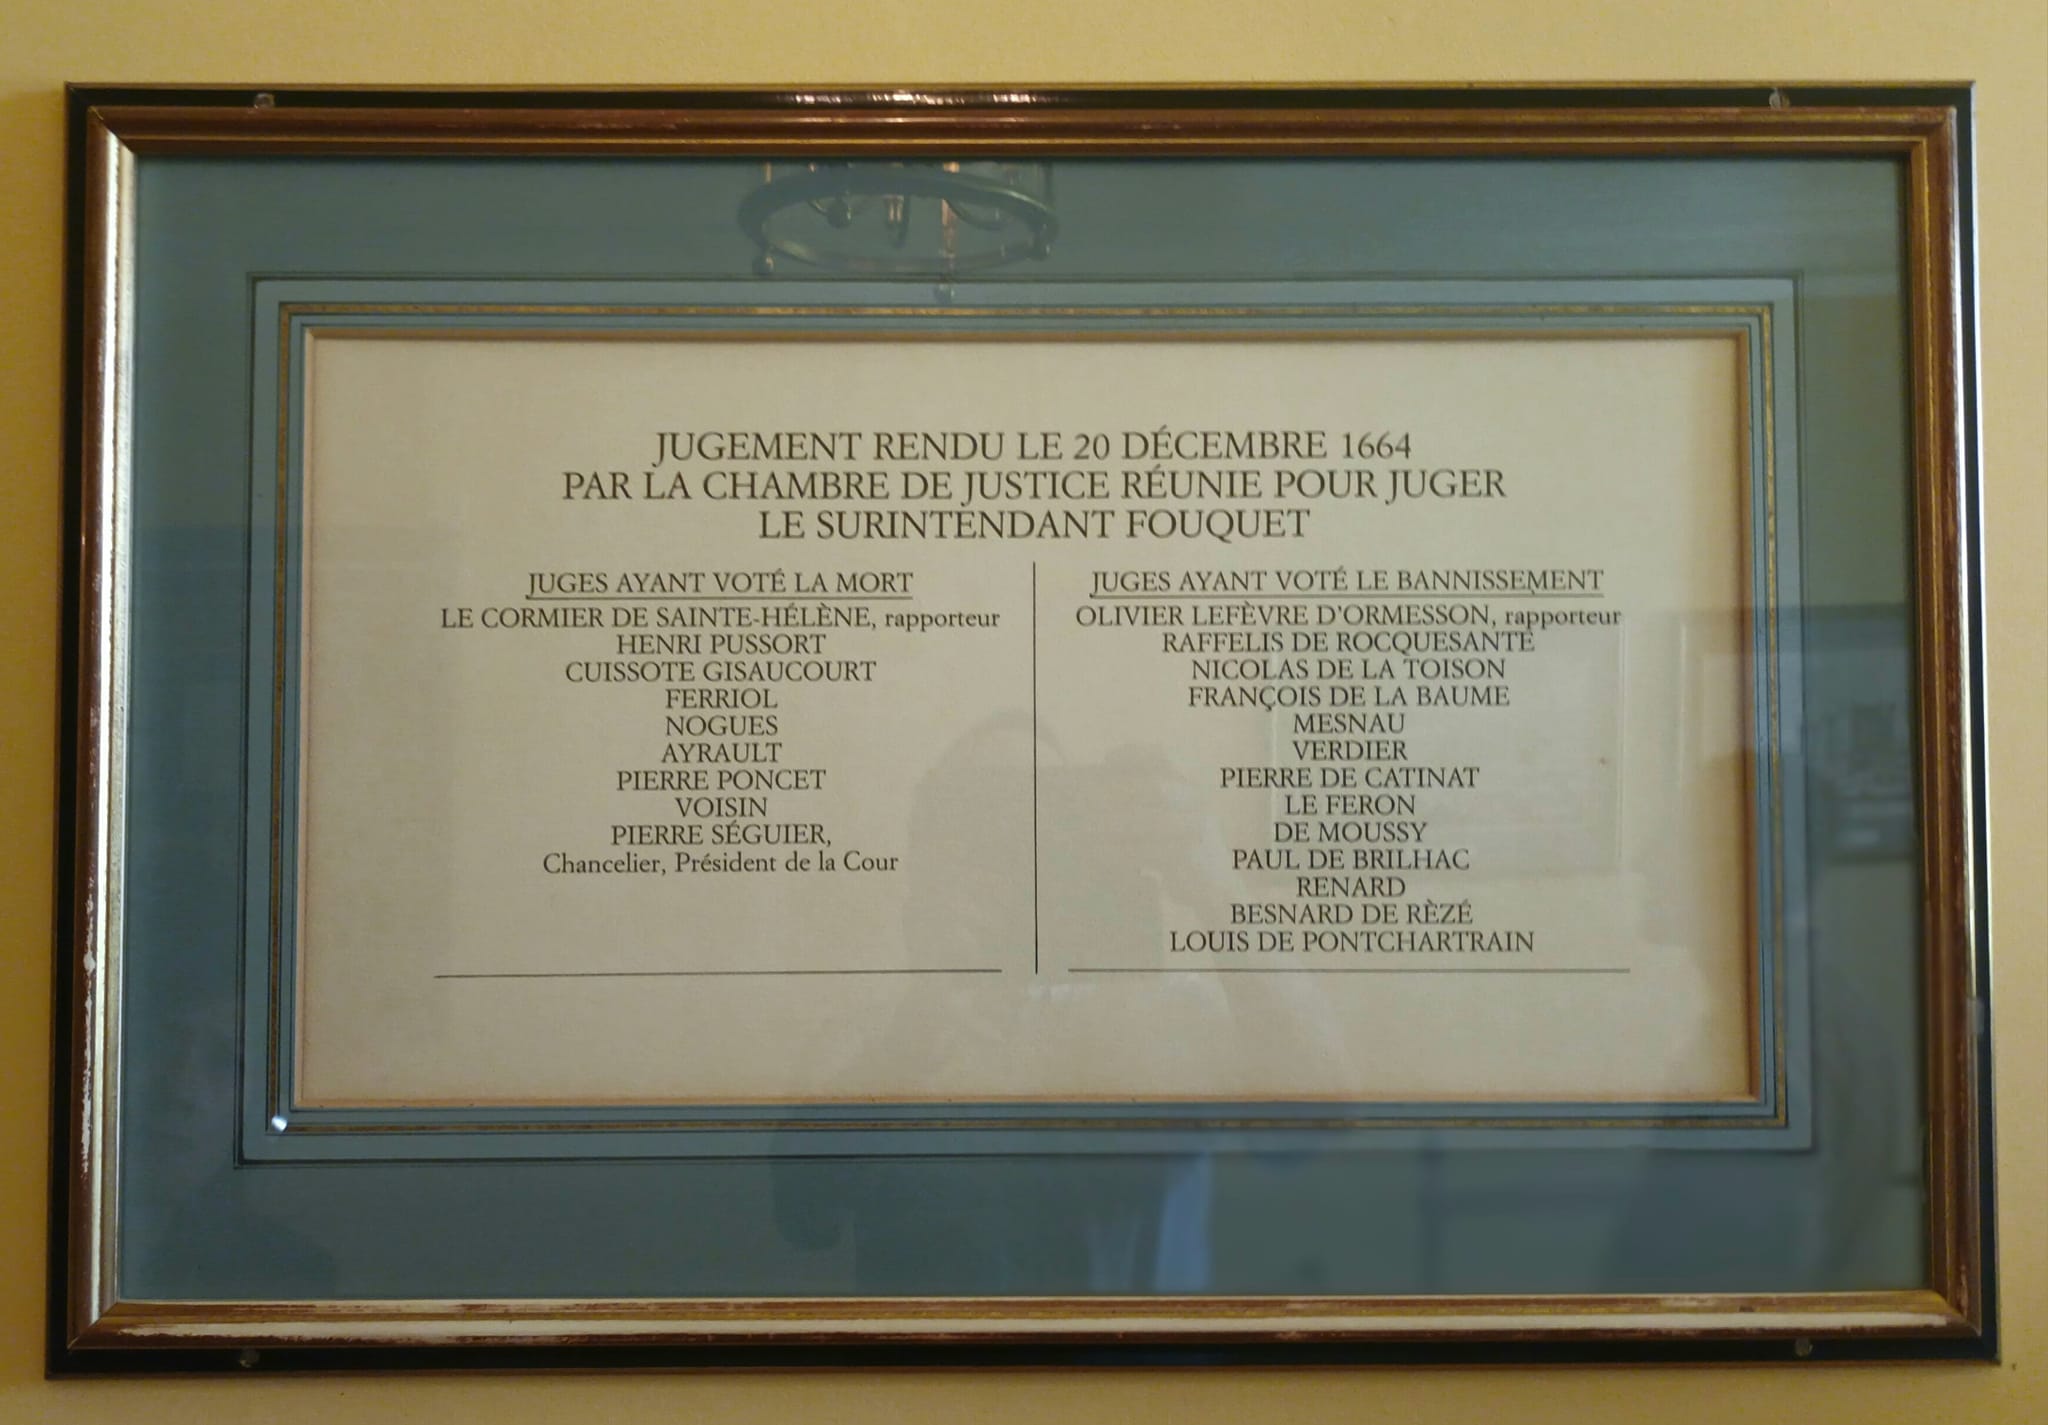 JUGEMENT RENDU LE 20 DÉCEMBRE 1664
PAR LA CHAMBRE DE JUSTICE RÉUNIE POUR JUGER
LE SURINTENDANT FOUQUET
JUGES AYANT VOTÉ LA MORT
LE CORMIER DE SAINTE-HÉLÈNE, rapporteur
HENRI PUSSORT
CUISSOTE GISAUCOURT
FERRIOL
NOGUES
AYRAULT
PIERRE PONCET
VOISIN
PIERRE SÉGUIER,
Chancelier, Président de la Cour
JUGES AYANT VOTÉ LE BANNISSEMENT
OLIVIER LEFÈVRE D'ORMESSON, rapporteur
RAFFELIS DE ROCQUESANTE
NICOLAS DE LA TOISON
FRANÇOIS DE LA BAUME
MESNAU
VERDIER
PIERRE DE CATINAT
LE FERON
DE MOUSSY
PAUL DE BRILHAC
RENARD
BESNARD DE RÈZÉ
LOUIS DE PONTCHARTRAIN